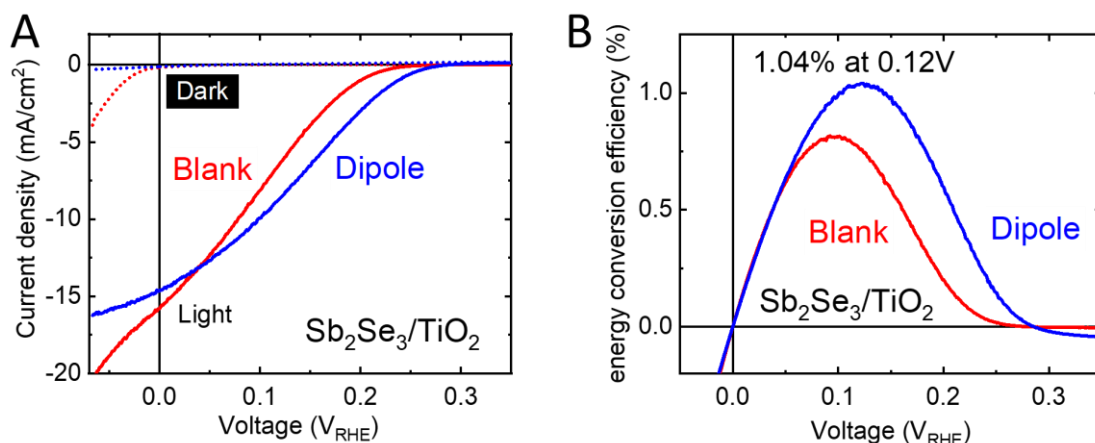 A
Current density (mA/cm²)
0
-5
-10
-15
-20
Dark
Blank
Dipole
Light
Sb₂Se₃/TiO₂
0.0 0.1 0.2 0.3
Voltage (V_RHE)
B
energy conversion efficiency (%)
1.0
0.5
0.0
1.04% at 0.12V
Blank
Dipole
Sb₂Se₃/TiO₂
0.0 0.1 0.2 0.3
Voltage (V_RHE)